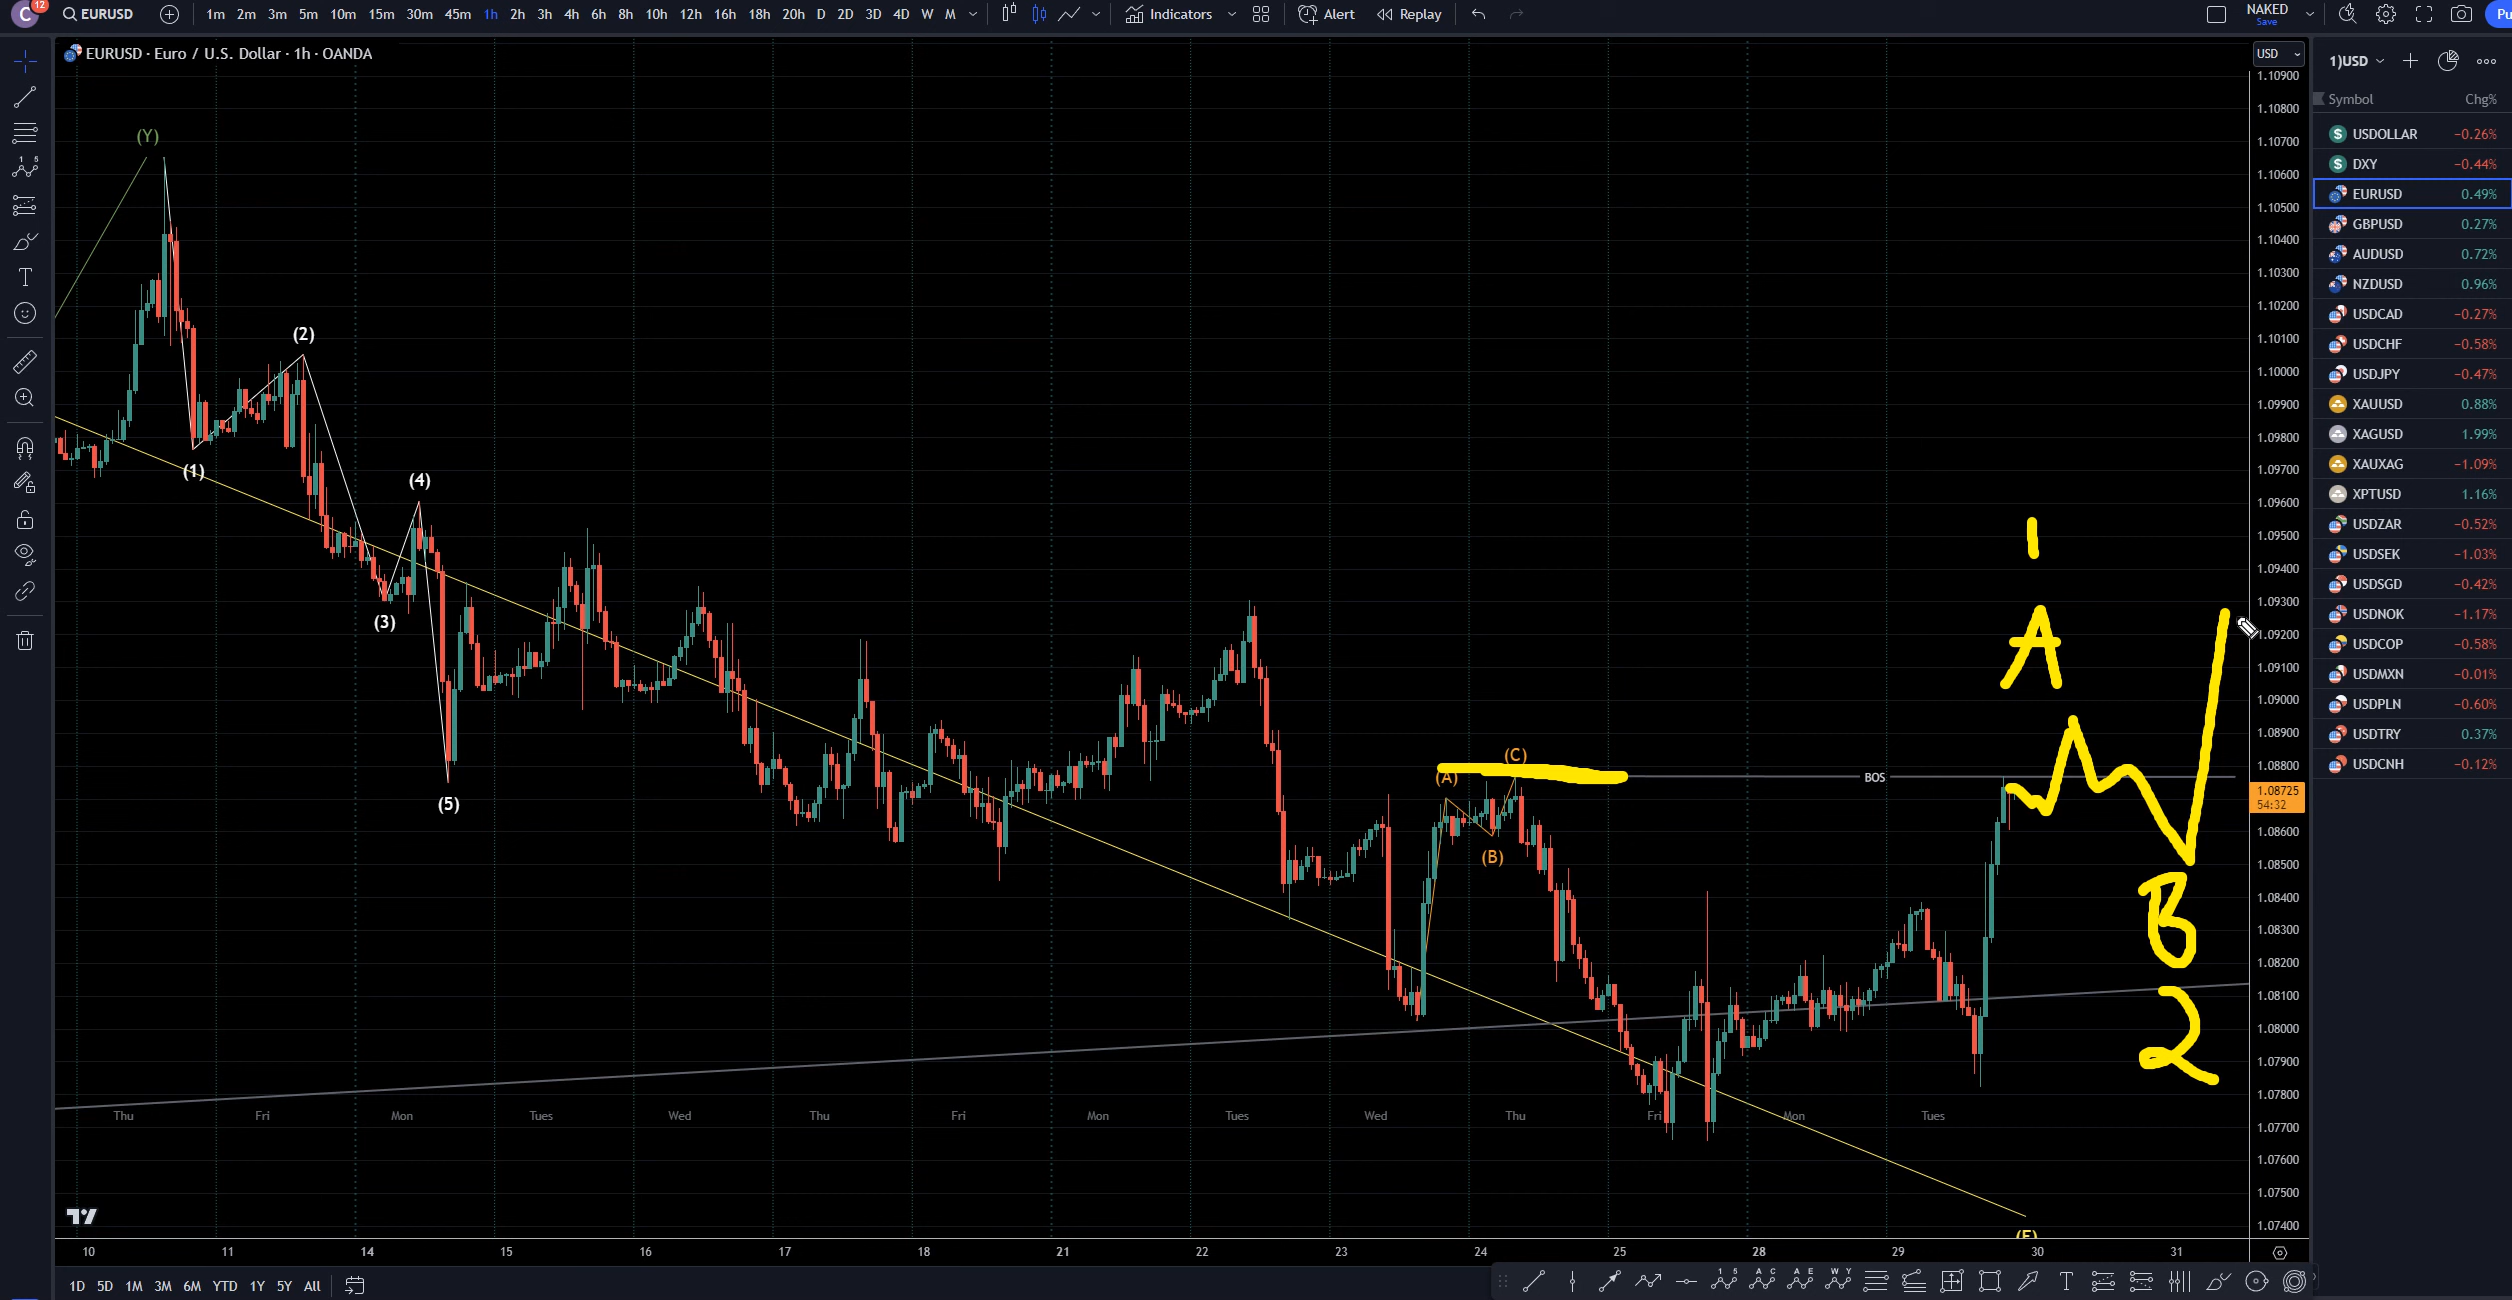 C 12 EURUSD 1m 2m 3m 5m 10m 15m 30m 45m 1h 2h 3h 4h 6h 8h 10h 12h 16h 18h 20h D 2D 3D 4D W M Indicators Alert Replay NAKED Save Pu
EURUSD · Euro / U.S. Dollar · 1h · OANDA
USD
1)USD
Symbol Chg%
USDOLLAR −0.26%
DXY −0.44%
EURUSD 0.49%
GBPUSD 0.27%
AUDUSD 0.72%
NZDUSD 0.96%
USDCAD −0.27%
USDCHF −0.58%
USDJPY −0.47%
XAUUSD 0.88%
XAGUSD 1.99%
XAUXAG −1.09%
XPTUSD 1.16%
USDZAR −0.52%
USDSEK −1.03%
USDSGD −0.42%
USDNOK −1.17%
USDCOP −0.58%
USDMXN −0.01%
USDPLN −0.60%
USDTRY 0.37%
USDCNH −0.12%
1.10900
1.10800
1.10700
1.10600
1.10500
1.10400
1.10300
1.10200
1.10100
1.10000
1.09900
1.09800
1.09700
1.09600
1.09500
1.09400
1.09300
1.09200
1.09100
1.09000
1.08900
1.08800
1.08725
54:32
1.08600
1.08500
1.08400
1.08300
1.08200
1.08100
1.08000
1.07900
1.07800
1.07700
1.07600
1.07500
1.07400
(Y)
(2)
(1)
(4)
(3)
(5)
(C)
(A)
(B)
BOS
1
A
B
2
(E)
Thu Fri Mon Tues Wed Thu Fri Mon Tues Wed Thu Fri Mon Tues
10 11 14 15 16 17 18 21 22 23 24 25 28 29 30 31
1D 5D 1M 3M 6M YTD 1Y 5Y All